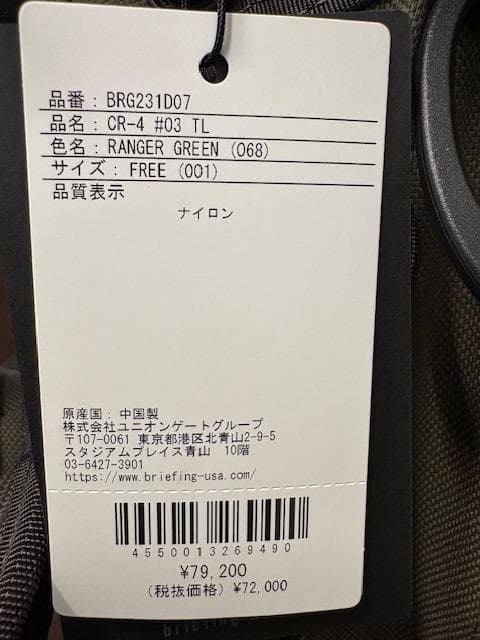 品番 : BRG231D07
品名 : CR-4 #03 TL
色名 : RANGER GREEN (068)
サイズ : FREE (001)
品質表示
ナイロン
原産国 : 中国製
株式会社ユニオンゲートグループ
〒107-0061 東京都港区北青山2-9-5
スタジアムプレイス青山 10階
03-6427-3901
https://www.briefing-usa.com/
4550013269490
¥79,200
(税抜価格) ¥72,000
briefing